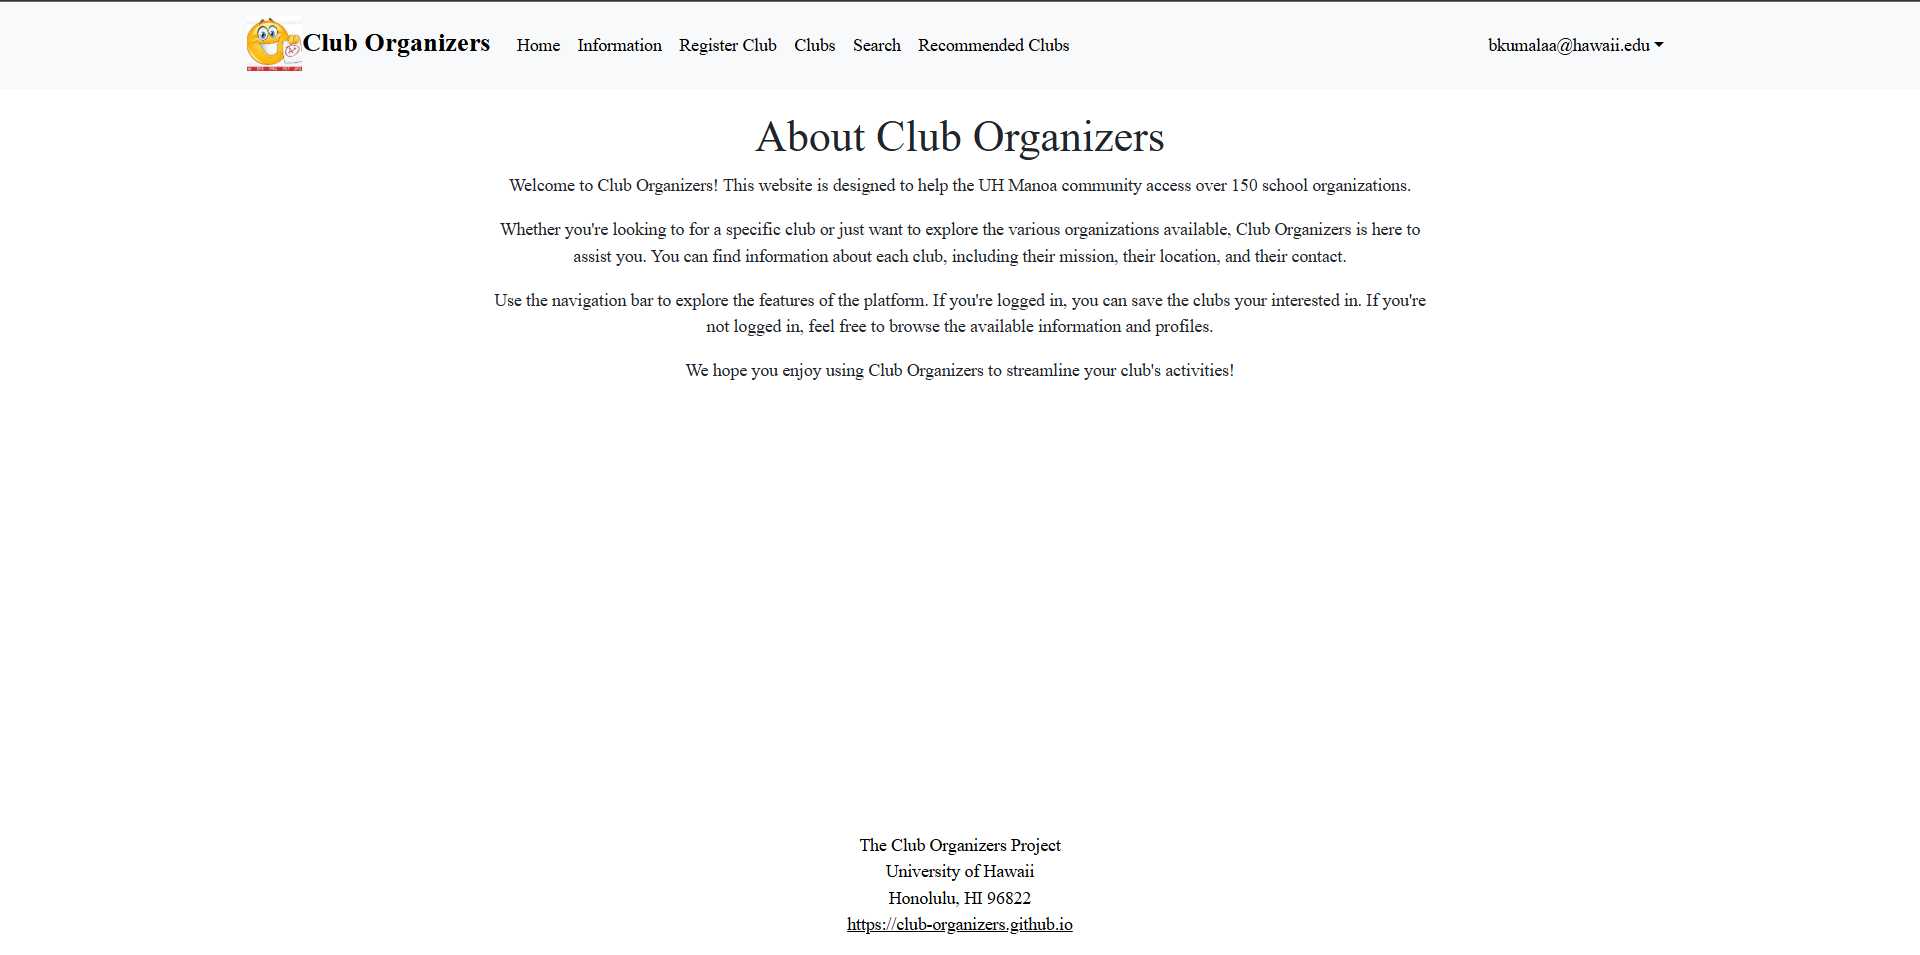 Club Organizers
Home Information Register Club Clubs Search Recommended Clubs
bkumalaa@hawaii.edu
About Club Organizers
Welcome to Club Organizers! This website is designed to help the UH Manoa community access over 150 school organizations.
Whether you're looking to for a specific club or just want to explore the various organizations available, Club Organizers is here to
assist you. You can find information about each club, including their mission, their location, and their contact.
Use the navigation bar to explore the features of the platform. If you're logged in, you can save the clubs your interested in. If you're
not logged in, feel free to browse the available information and profiles.
We hope you enjoy using Club Organizers to streamline your club's activities!
The Club Organizers Project
University of Hawaii
Honolulu, HI 96822
https://club-organizers.github.io